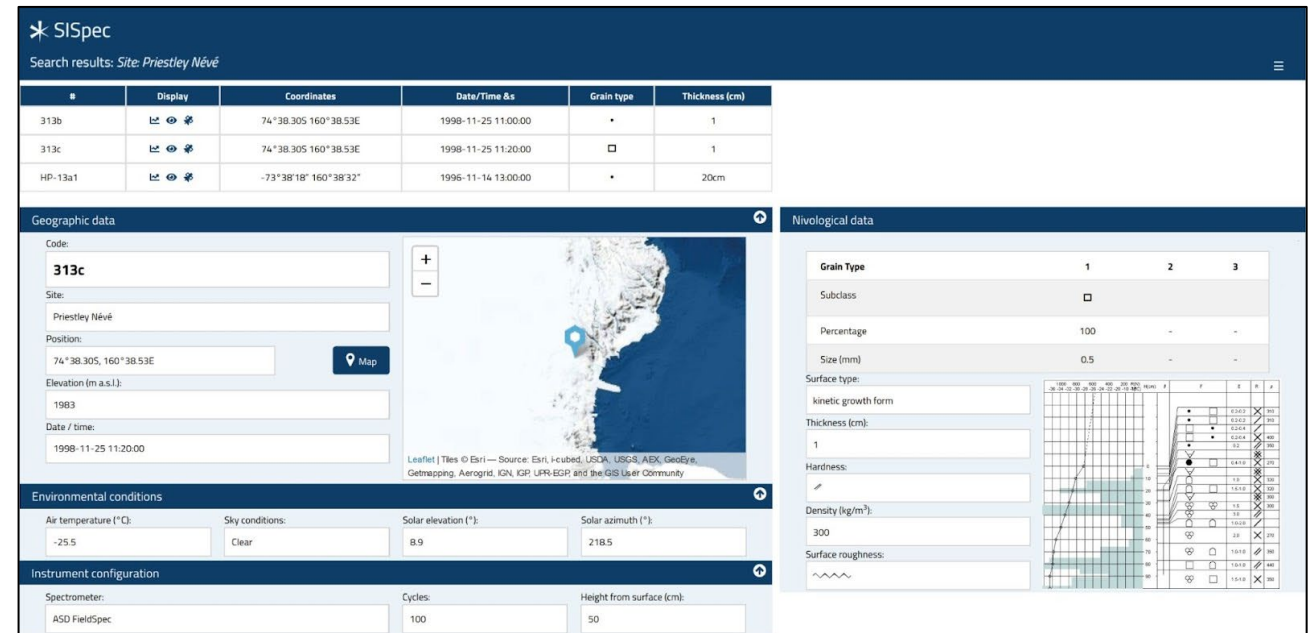 SISpec
Search results: Site: Priestley Névé
# Display Coordinates Date/Time &s Grain type Thickness (cm)
313b 74°38.30S 160°38.53E 1998-11-25 11:00:00 1
313c 74°38.30S 160°38.53E 1998-11-25 11:20:00 1
HP-13a1 -73°38'18" 160°38'32" 1996-11-14 13:00:00 20cm
Geographic data
Code:
313c
Site:
Priestley Névé
Position:
74°38.30S, 160°38.53E
Map
Elevation (m a.s.l.):
1983
Date / time:
1998-11-25 11:20:00
+
−
Leaflet | Tiles © Esri — Source: Esri, i-cubed, USDA, USGS, AEX, GeoEye,
Getmapping, Aerogrid, IGN, IGP, UPR-EGP, and the GIS User Community
Environmental conditions
Air temperature (°C): Sky conditions: Solar elevation (°): Solar azimuth (°):
-25.5 Clear 8.9 218.5
Instrument configuration
Spectrometer: Cycles: Height from surface (cm):
ASD FieldSpec 100 50
Nivological data
Grain Type 1 2 3
Subclass
Percentage 100 - -
Size (mm) 0.5 - -
Surface type:
kinetic growth form
Thickness (cm):
1
Hardness:
Density (kg/m³):
300
Surface roughness: